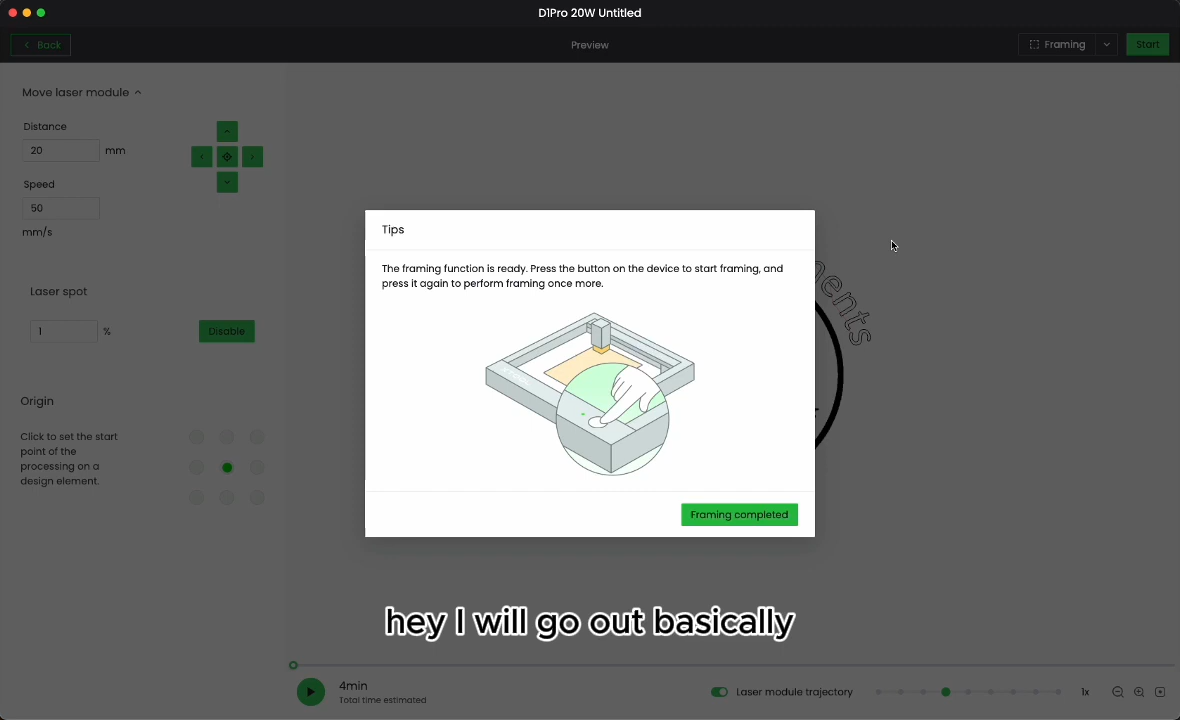 D1Pro 20W Untitled
Back
Preview
Framing
Start
Move laser module
Distance
20 mm
Speed
50
mm/s
Laser spot
1 %
Disable
Origin
Click to set the start
point of the
processing on a
design element.
Tips
The framing function is ready. Press the button on the device to start framing, and
press it again to perform framing once more.
Framing completed
hey I will go out basically
4min
Total time estimated
Laser module trajectory
1x